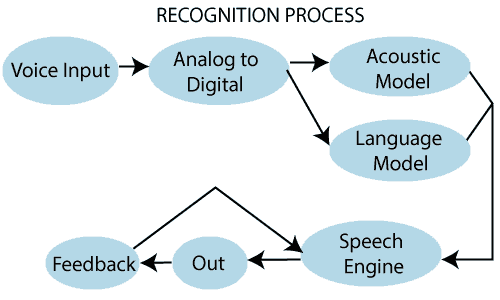 RECOGNITION PROCESS
Voice Input
Analog to
Digital
Acoustic
Model
Language
Model
Speech
Engine
Out
Feedback